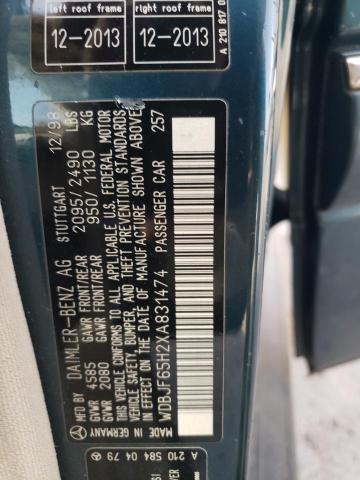 left roof frame
12-2013
right roof frame
12-2013
A 210 817 0
DAIMLER-BENZ AG STUTTGART 12/98
GVWR 4585 GAWR FRONT/REAR 2095/2490 LBS
GVWR 2080 GAWR FRONT/REAR 950/1130 KG
THIS VEHICLE CONFORMS TO ALL APPLICABLE U.S. FEDERAL MOTOR
VEHICLE SAFETY, BUMPER, AND THEFT PREVENTION STANDARDS
IN EFFECT ON THE DATE OF MANUFACTURE SHOWN ABOVE.
WDBJF65H2XA831474 PASSENGER CAR 257
MADE IN GERMANY
A 210 584 04 79